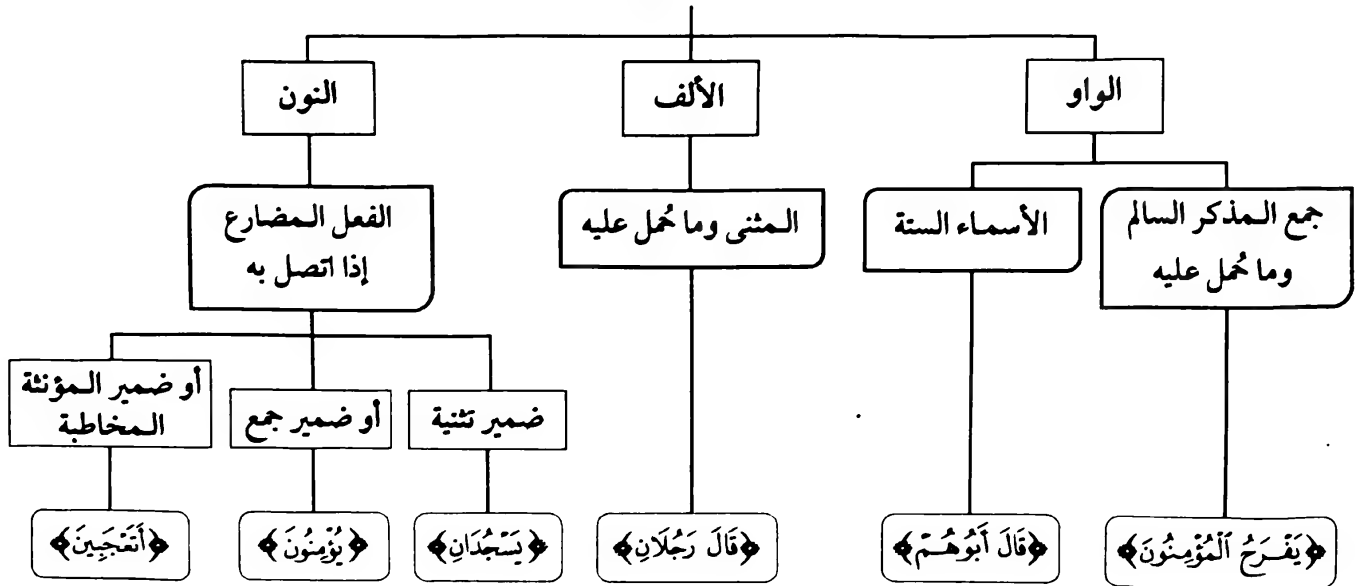 الواو
الألف
النون
جمع المذكر السالم
وما حُمل عليه
الأسماء الستة
المثنى وما حُمل عليه
الفعل المضارع
إذا اتصل به
ضمير تثنية
أو ضمير جمع
أو ضمير المؤنثة
المخاطبة
﴿يَفْرَحُ ٱلْمُؤْمِنُونَ﴾
﴿قَالَ أَبُوهُمْ﴾
﴿قَالَ رَجُلَانِ﴾
﴿يَسْجُدَانِ﴾
﴿يُؤْمِنُونَ﴾
﴿أَتَعْجَبِينَ﴾